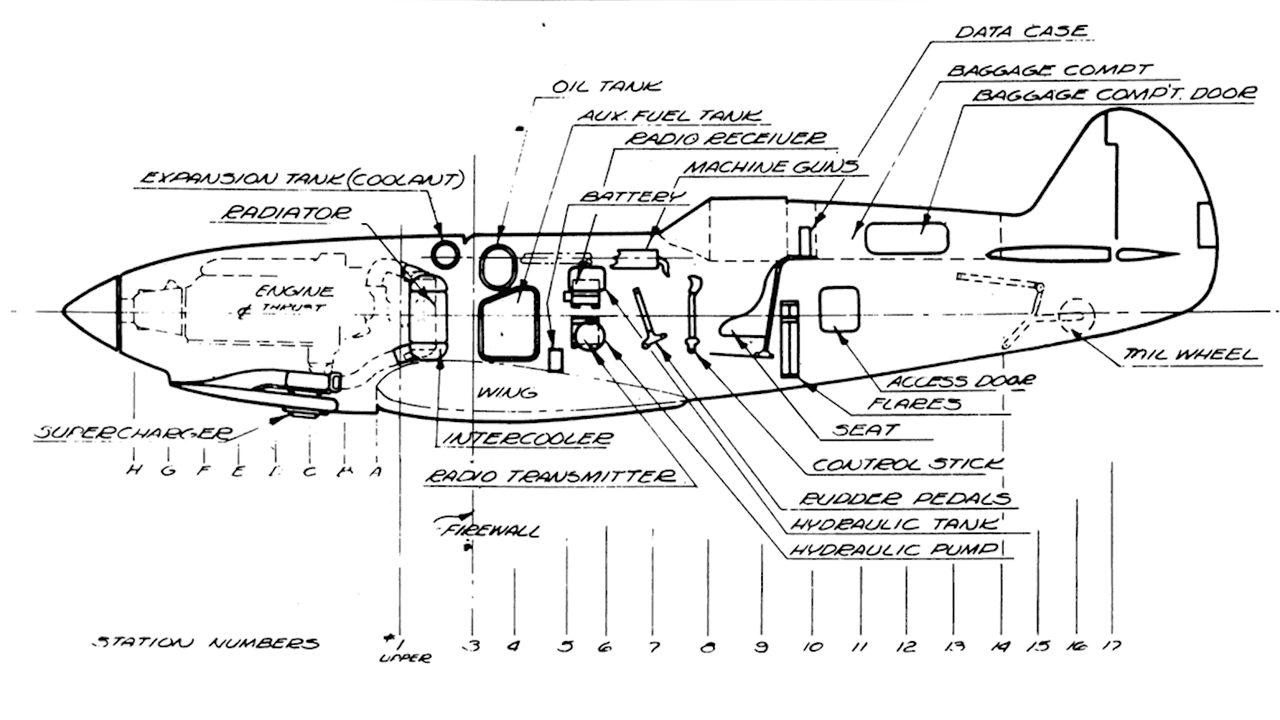 DATA CASE
BAGGAGE COMPT
BAGGAGE COMP'T. DOOR
OIL TANK
AUX. FUEL TANK
RADIO RECEIVER
MACHINE GUNS
EXPANSION TANK (COOLANT)
BATTERY
RADIATOR
ENGINE
THRUST
WING
TAIL WHEEL
ACCESS DOOR
FLARES
SEAT
SUPERCHARGER
INTERCOOLER
CONTROL STICK
H G F E D C B A
RADIO TRANSMITTER
RUDDER PEDALS
HYDRAULIC TANK
FIREWALL
HYDRAULIC PUMP
STATION NUMBERS
1 3 4 5 6 7 8 9 10 11 12 13 14 15 16 17
UPPER